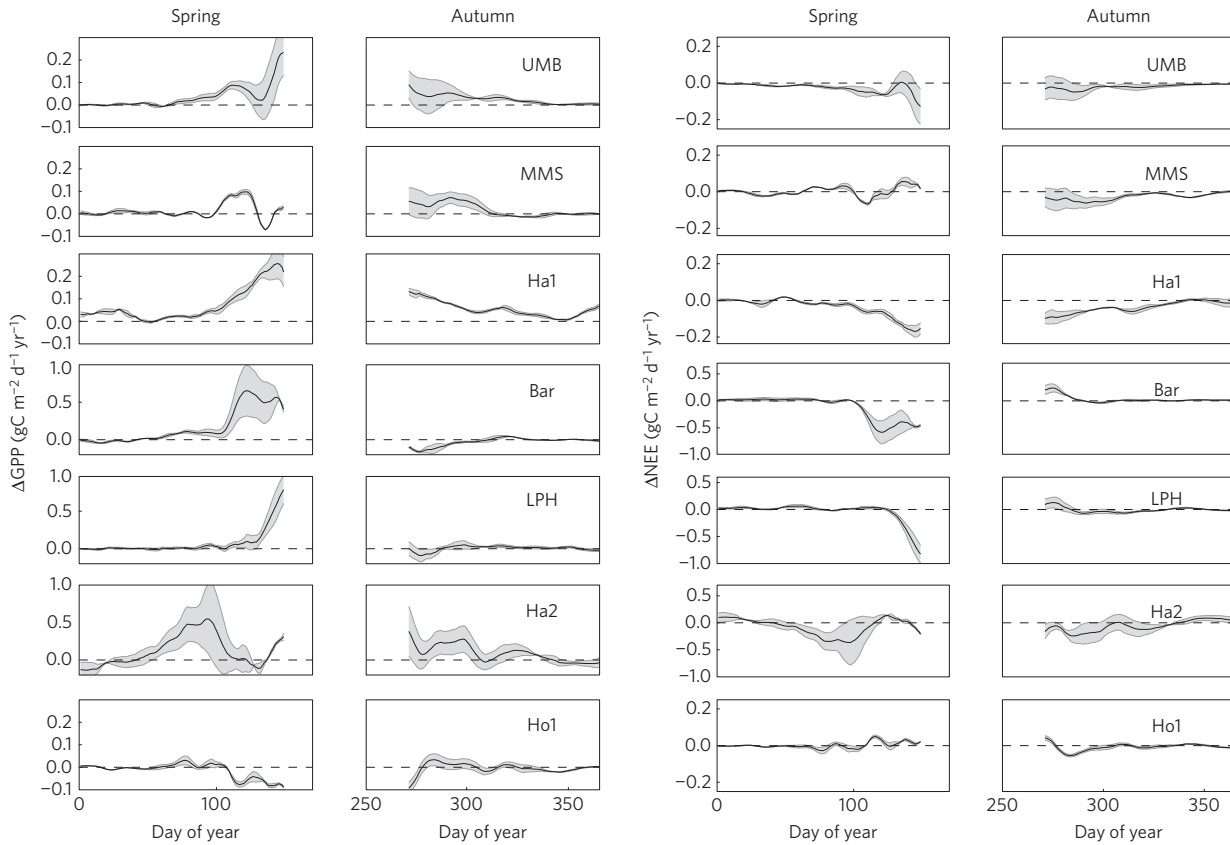 Spring Autumn Spring Autumn
0.2 UMB 0.2 UMB
0.1
0.0 0.0
−0.1 −0.2
0.2 MMS 0.2 MMS
0.1
0.0 0.0
−0.1 −0.2
0.2 Ha1 0.2 Ha1
0.1
0.0 0.0
−0.1 −0.2
ΔGPP (gC m⁻² d⁻¹ yr⁻¹) ΔNEE (gC m⁻² d⁻¹ yr⁻¹)
1.0 Bar 0.5 Bar
0.5 0.0
0.0 −0.5
−1.0
1.0 LPH 0.5 LPH
0.5 0.0
0.0 −0.5
−1.0
1.0 Ha2 0.5 Ha2
0.5 0.0
0.0 −0.5
−1.0
0.2 Ho1 0.2 Ho1
0.1
0.0 0.0
−0.1 −0.2
0 100 250 300 350 0 100 250 300 350
Day of year Day of year Day of year Day of year